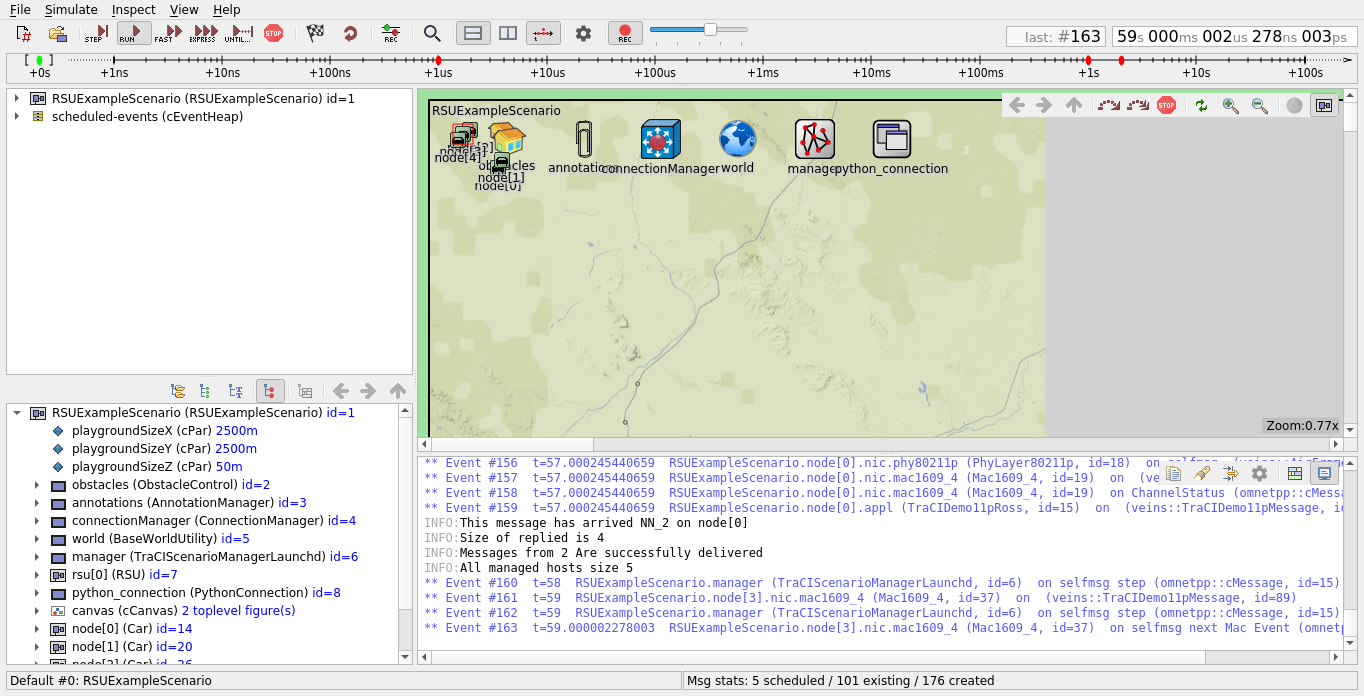 File Simulate Inspect View Help
STEP RUN FAST EXPRESS UNTIL... STOP REC REC last: #163 59s 000ms 002us 278ns 003ps
+0s +1ns +10ns +100ns +1us +10us +100us +1ms +10ms +100ms +1s +10s +100s
RSUExampleScenario (RSUExampleScenario) id=1
scheduled-events (cEventHeap)
RSUExampleScenario (RSUExampleScenario) id=1
playgroundSizeX (cPar) 2500m
playgroundSizeY (cPar) 2500m
playgroundSizeZ (cPar) 50m
obstacles (ObstacleControl) id=2
annotations (AnnotationManager) id=3
connectionManager (ConnectionManager) id=4
world (BaseWorldUtility) id=5
manager (TraCIScenarioManagerLaunchd) id=6
rsu[0] (RSU) id=7
python_connection (PythonConnection) id=8
canvas (cCanvas) 2 toplevel figure(s)
node[0] (Car) id=14
node[1] (Car) id=20
node[2] (Car) id=26
RSUExampleScenario
STOP
node[4] obstacles annotatio connectionManager world manage python_connection
node[1]
node[0]
Zoom:0.77x
** Event #156 t=57.000245440659 RSUExampleScenario.node[0].nic.phy80211p (PhyLayer80211p, id=18) on
** Event #157 t=57.000245440659 RSUExampleScenario.node[0].nic.mac1609_4 (Mac1609_4, id=19) on (ve
** Event #158 t=57.000245440659 RSUExampleScenario.node[0].nic.mac1609_4 (Mac1609_4, id=19) on ChannelStatus (omnetpp::cMessa
** Event #159 t=57.000245440659 RSUExampleScenario.node[0].appl (TraCIDemo11pRoss, id=15) on (veins::TraCIDemo11pMessage, id
INFO:This message has arrived NN_2 on node[0]
INFO:Size of replied is 4
INFO:Messages from 2 Are successfully delivered
INFO:All managed hosts size 5
** Event #160 t=58 RSUExampleScenario.manager (TraCIScenarioManagerLaunchd, id=6) on selfmsg step (omnetpp::cMessage, id=15)
** Event #161 t=59 RSUExampleScenario.node[3].nic.mac1609_4 (Mac1609_4, id=37) on (veins::TraCIDemo11pMessage, id=89)
** Event #162 t=59 RSUExampleScenario.manager (TraCIScenarioManagerLaunchd, id=6) on selfmsg step (omnetpp::cMessage, id=15)
** Event #163 t=59.000002278003 RSUExampleScenario.node[3].nic.mac1609_4 (Mac1609_4, id=37) on selfmsg next Mac Event (omnetp
Default #0: RSUExampleScenario
Msg stats: 5 scheduled / 101 existing / 176 created